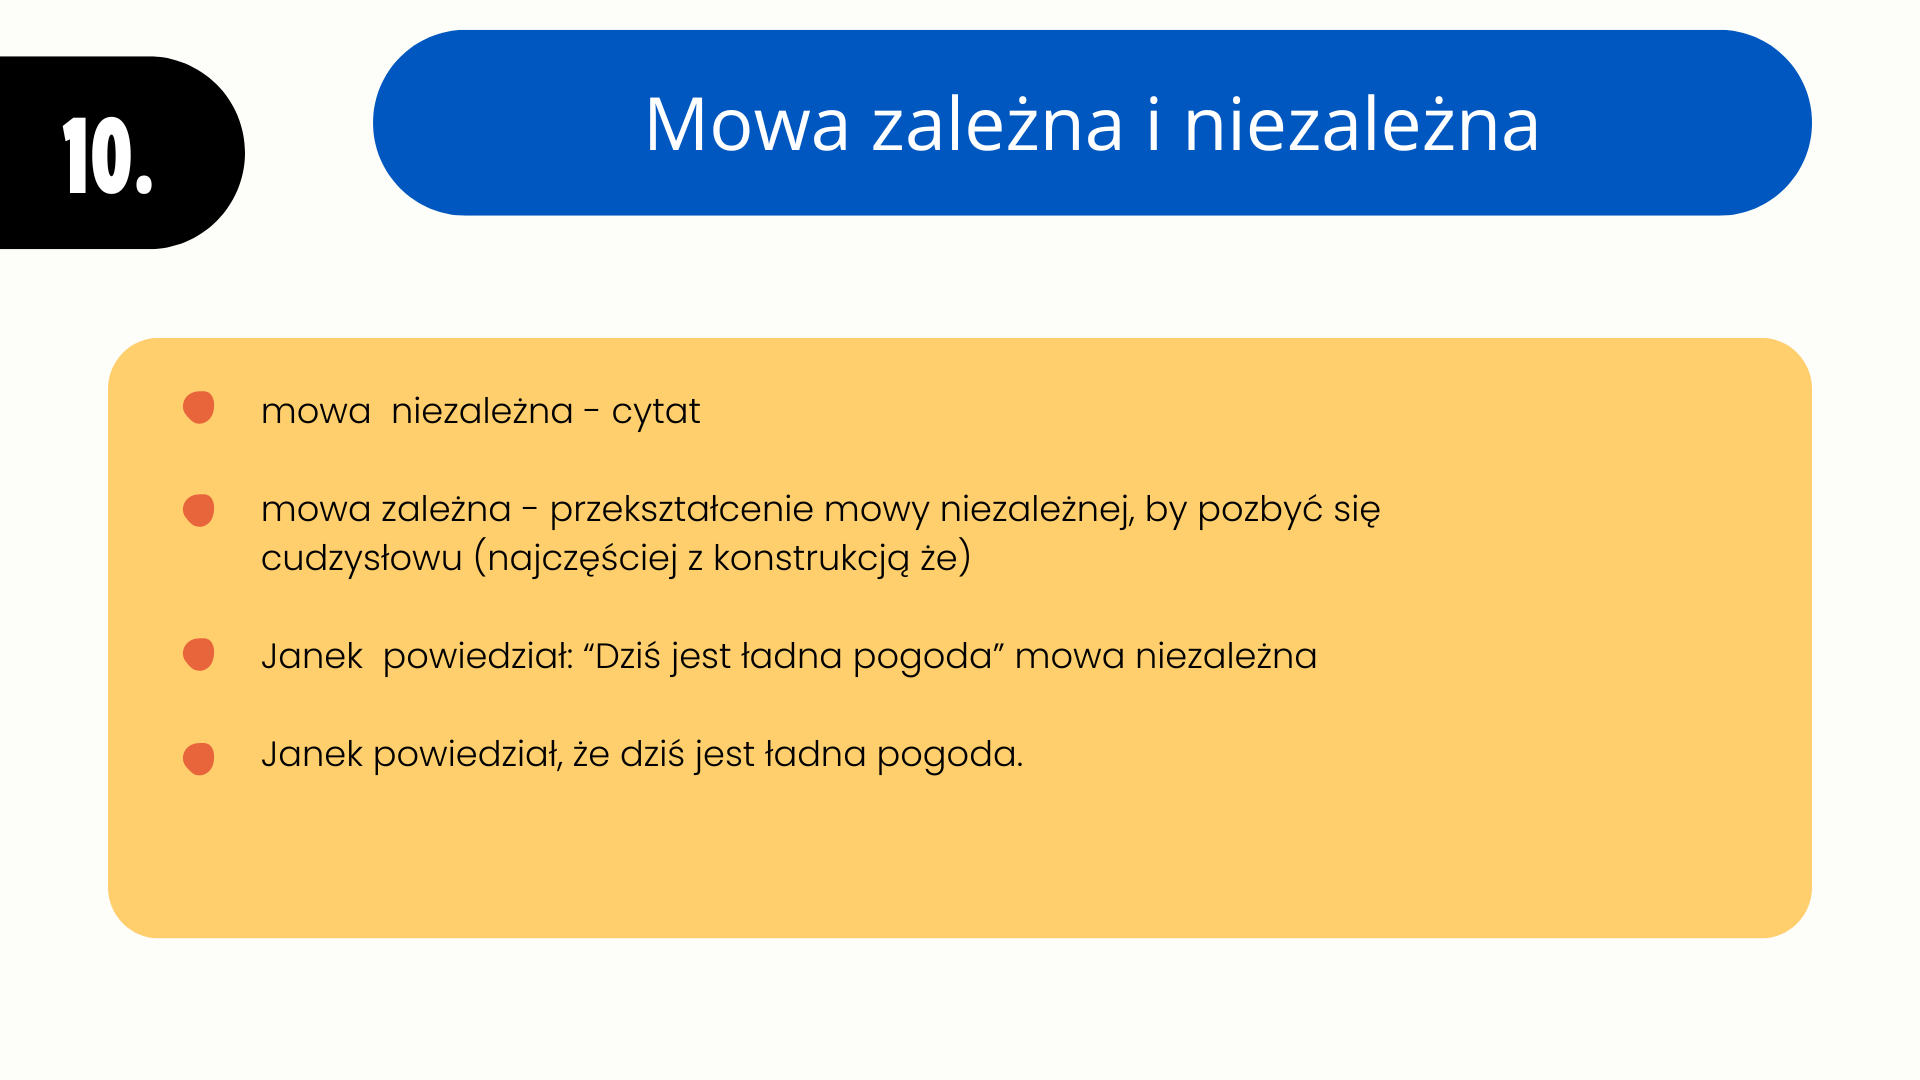 10.
Mowa zależna i niezależna
mowa  niezależna - cytat
mowa zależna - przekształcenie mowy niezależnej, by pozbyć się
cudzysłowu (najczęściej z konstrukcją że)
Janek  powiedział: “Dziś jest ładna pogoda” mowa niezależna
Janek powiedział, że dziś jest ładna pogoda.